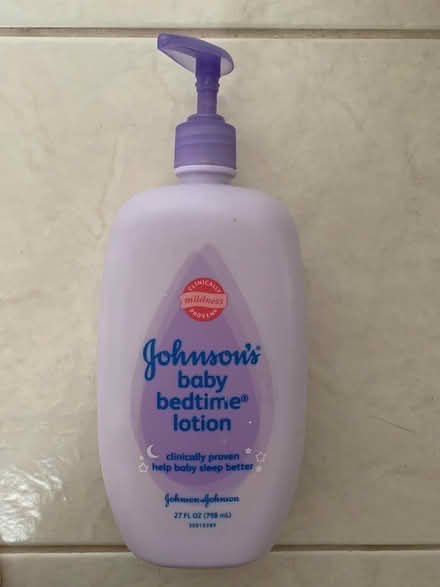 CLINICALLY
mildness
PROVEN
Johnson's®
baby
bedtime®
lotion
clinically proven
help baby sleep better
Johnson & Johnson
27 FL OZ (798 mL)